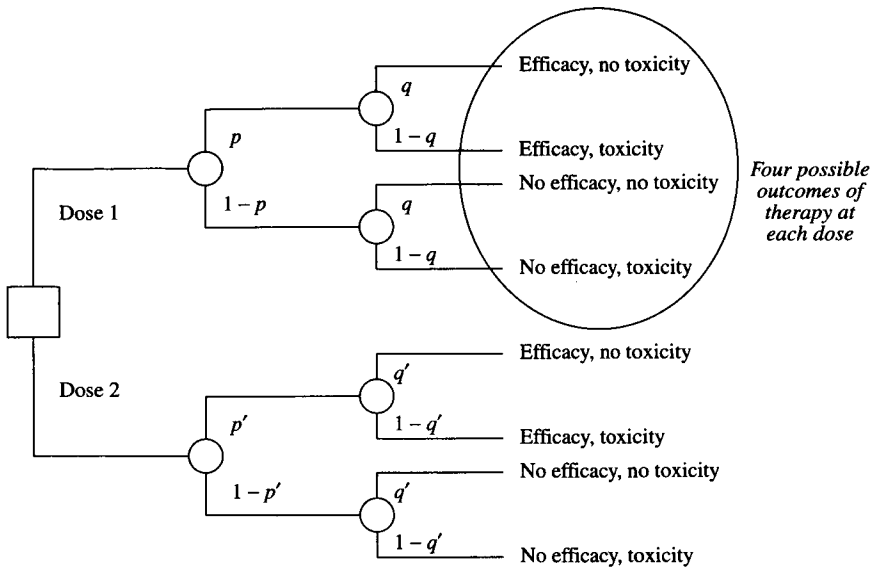 Efficacy, no toxicity
q
p
1 – q
Efficacy, toxicity
Four possible
outcomes of
therapy at
each dose
No efficacy, no toxicity
Dose 1
1 – p
q
1 – q
No efficacy, toxicity
Efficacy, no toxicity
Dose 2
q′
p′
1 – q′
Efficacy, toxicity
No efficacy, no toxicity
1 – p′
q′
1 – q′
No efficacy, toxicity